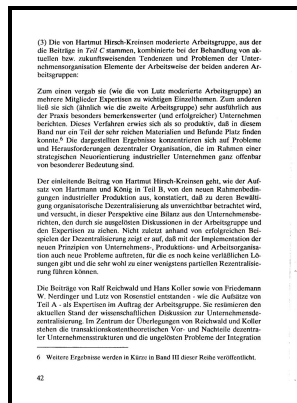 (3) Die von Hartmut Hirsch-Kreinsen moderierte Arbeitsgruppe, aus der
die Beiträge in Teil C stammen, kombinierte bei der Behandlung von ak-
tuellen bzw. zukunftsweisenden Tendenzen und Problemen der Unter-
nehmensorganisation Elemente der Arbeitsweise der beiden anderen Ar-
beitsgruppen:
Zum einen vergab sie (wie die von Lutz moderierte Arbeitsgruppe) an
mehrere Mitglieder Expertisen zu wichtigen Einzelthemen. Zum anderen
ließ sie sich (ähnlich wie die zweite Arbeitsgruppe) sehr ausführlich aus
der Praxis besonders bemerkenswerter (und erfolgreicher) Unternehmen
berichten. Dieses Verfahren erwies sich als so produktiv, daß in diesem
Band nur ein Teil der sehr reichen Materialien und Befunde Platz finden
konnte.6 Die dargestellten Ergebnisse konzentrieren sich auf Probleme
und Herausforderungen dezentraler Organisation, die im Rahmen einer
strategischen Neuorientierung industrieller Unternehmen ganz offenbar
von besonderer Bedeutung sind.
Der einleitende Beitrag von Hartmut Hirsch-Kreinsen geht, wie der Auf-
satz von Hartmann und König in Teil B, von den neuen Rahmenbedin-
gungen industrieller Produktion aus, konstatiert, daß zu deren Bewälti-
gung organisatorische Dezentralisierung als unverzichtbar betrachtet wird,
und versucht, in dieser Perspektive eine Bilanz aus den Unternehmensbe-
richten, den durch sie ausgelösten Diskussionen in der Arbeitsgruppe und
den Expertisen zu ziehen. Nicht zuletzt anhand von erfolgreichen Bei-
spielen der Dezentralisierung zeigt er auf, daß mit der Implementation der
neuen Prinzipien von Unternehmens-, Produktions- und Arbeitsorganisa-
tion auch neue Probleme auftreten, für die es noch keine verläßlichen Lö-
sungen gibt und die sehr wohl zu einer wenigstens partiellen Rezentralisie-
rung führen können.
Die Beiträge von Ralf Reichwald und Hans Koller sowie von Friedemann
W. Nerdinger und Lutz von Rosenstiel entstanden - wie die Aufsätze von
Teil A - als Expertisen im Auftrag der Arbeitsgruppe. Sie resümieren den
aktuellen Stand der wissenschaftlichen Diskussion zur Unternehmensde-
zentralisierung. Im Zentrum der Überlegungen von Reichwald und Koller
stehen die transaktionskostentheoretischen Vor- und Nachteile dezentra-
ler Unternehmensstrukturen und die ungelösten Probleme der Integration
6 Weitere Ergebnisse werden in Kürze in Band III dieser Reihe veröffentlicht.
42